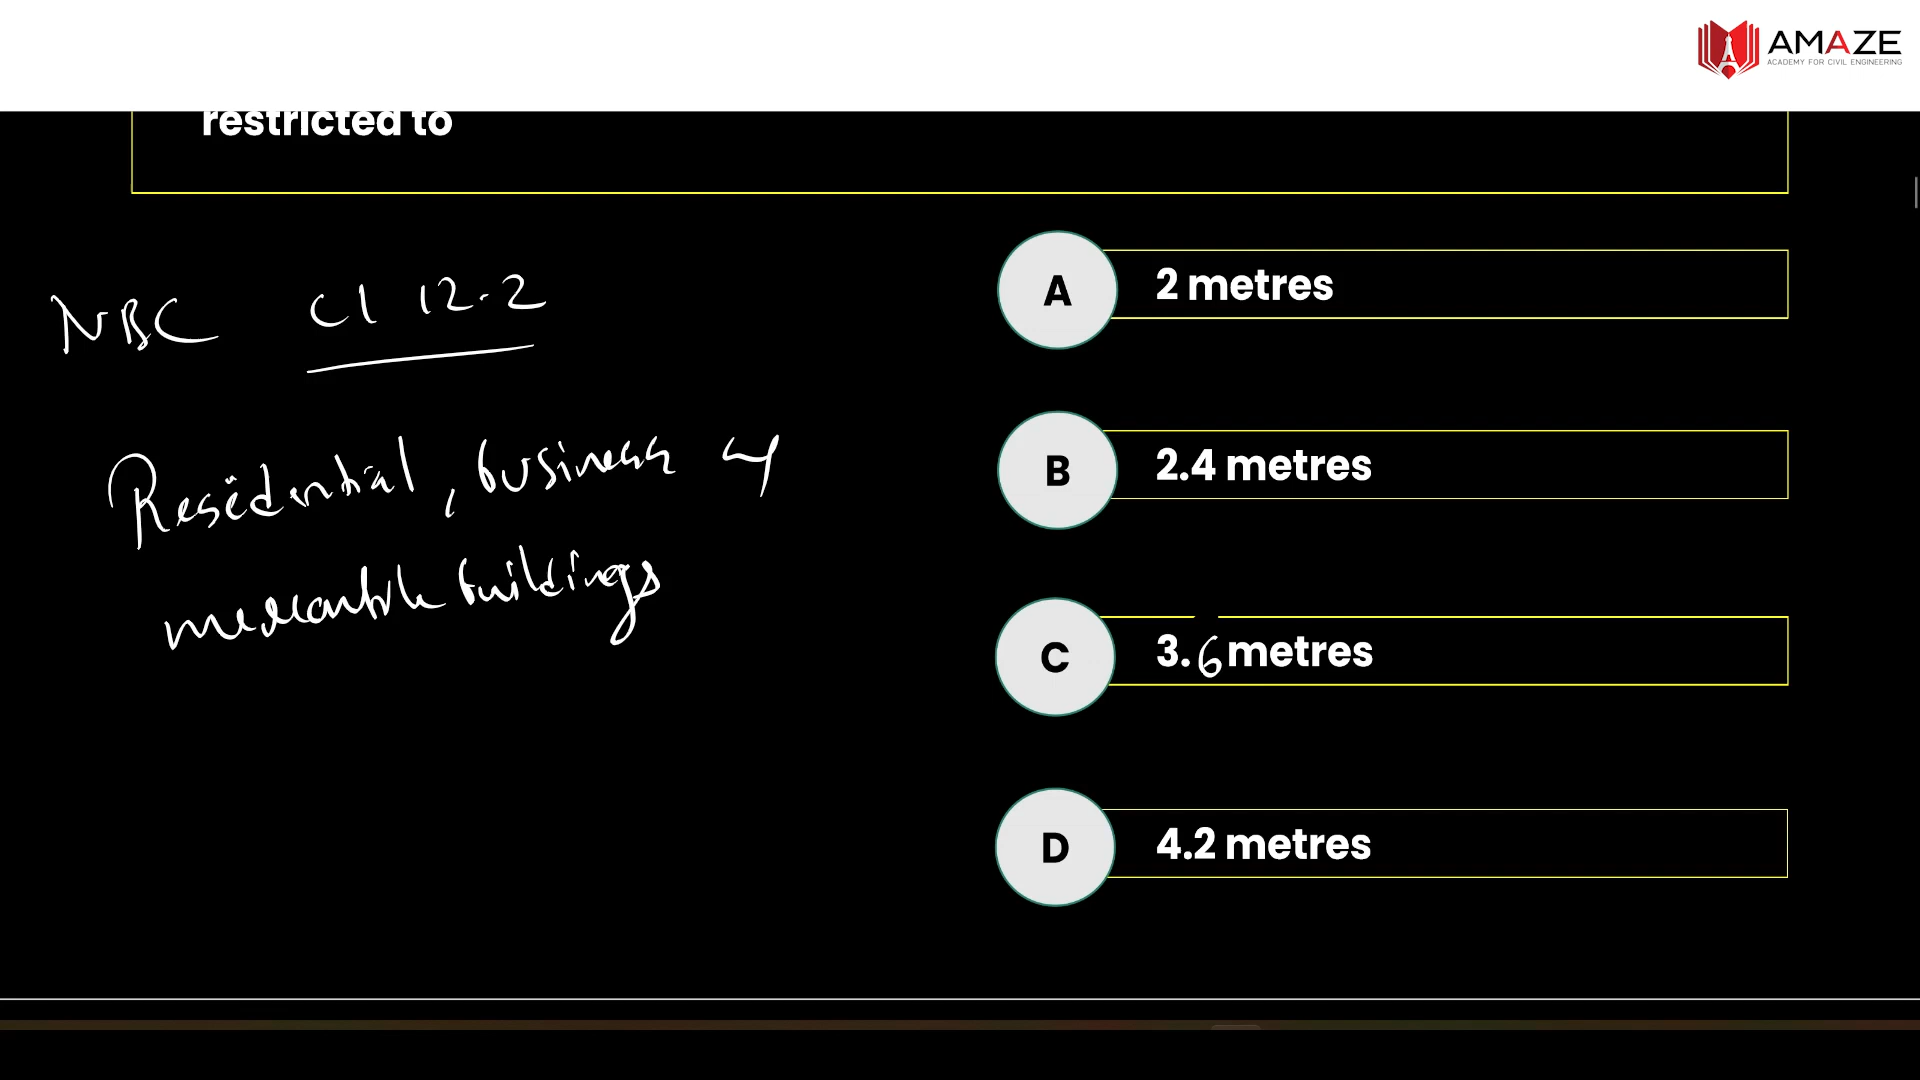 AMAZE
ACADEMY FOR CIVIL ENGINEERING
restricted to
NBC Cl 12.2
Residential, business &
mercantile buildings
A 2 metres
B 2.4 metres
C 3.6 metres
D 4.2 metres